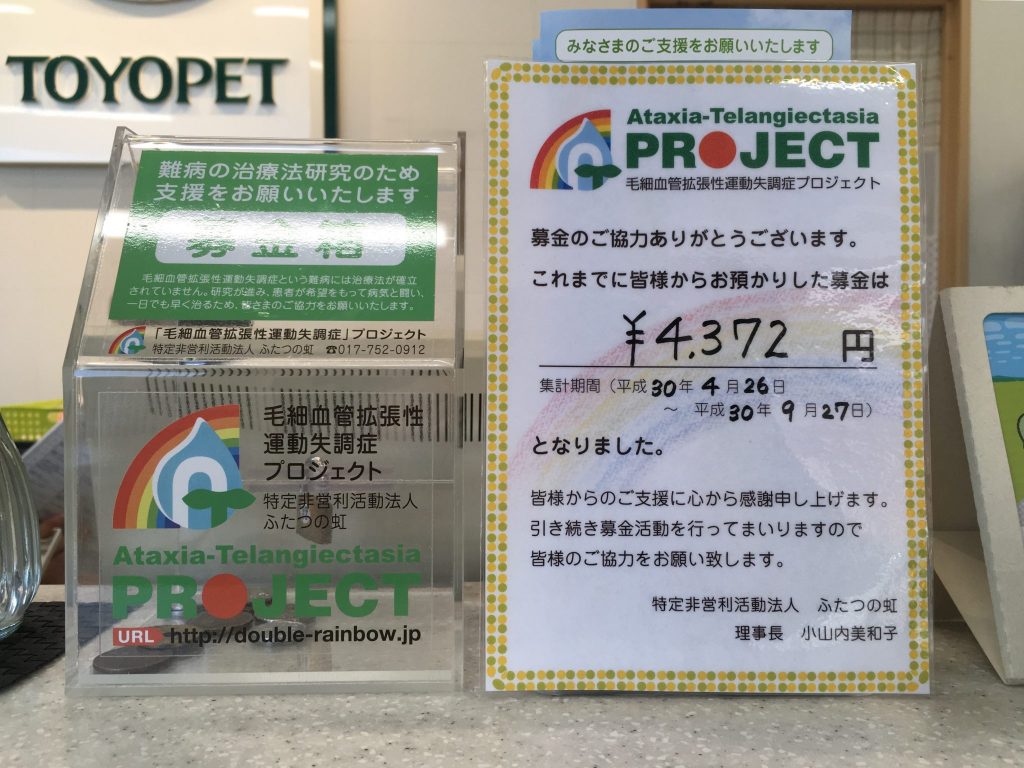 TOYOPET
難病の治療法研究のため
支援をお願いいたします
募金箱
毛細血管拡張性運動失調症という難病には治療法が確立
されていません。研究が進み、患者が希望をもって病気と闘い、
一日でも早く治るため、皆さまのご協力をお願いいたします。
「毛細血管拡張性運動失調症」プロジェクト
特定非営利活動法人 ふたつの虹 ☎017-752-0912
毛細血管拡張性
運動失調症
プロジェクト
特定非営利活動法人
ふたつの虹
Ataxia-Telangiectasia
PROJECT
URL http://double-rainbow.jp
みなさまのご支援をお願いいたします
Ataxia-Telangiectasia
PROJECT
毛細血管拡張性運動失調症プロジェクト
募金のご協力ありがとうございます。
これまでに皆様からお預かりした募金は
¥4.372 円
集計期間（平成30年4月26日
～ 平成30年9月27日）
となりました。
皆様からのご支援に心から感謝申し上げます。
引き続き募金活動を行ってまいりますので
皆様のご協力をお願い致します。
特定非営利活動法人 ふたつの虹
理事長 小山内美和子